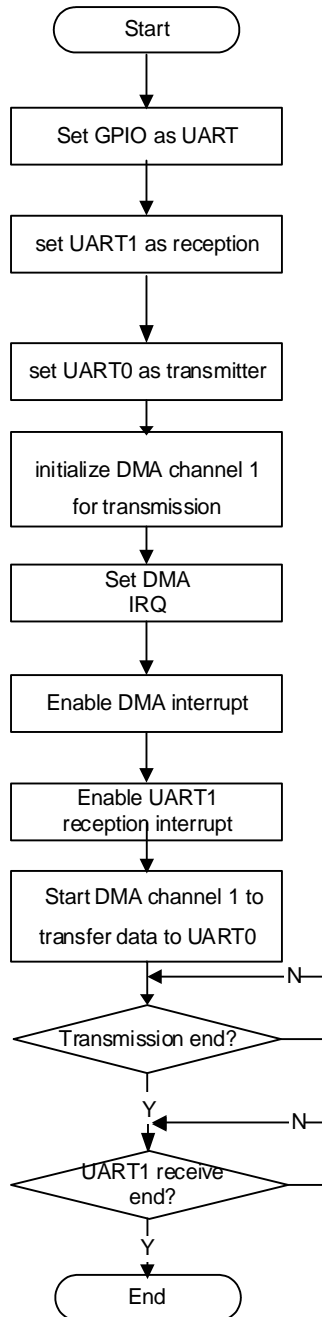 Start
Set GPIO as UART
set UART1 as reception
set UART0 as transmitter
initialize DMA channel 1
for transmission
Set DMA
IRQ
Enable DMA interrupt
Enable UART1
reception interrupt
Start DMA channel 1 to
transfer data to UART0
N
Transmission end?
Y
N
UART1 receive
end?
Y
End